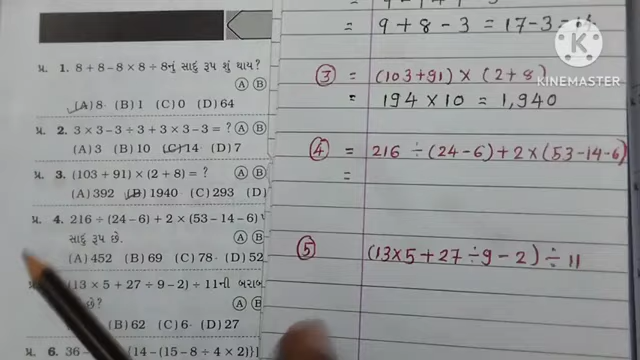 પ્ર. 1. 8 + 8 – 8 × 8 ÷ 8નું સાદું રૂપ શું થાય?
(A) (B)
(A) 8 (B) 1 (C) 0 (D) 64
પ્ર. 2. 3 × 3 – 3 ÷ 3 + 3 × 3 – 3 = ? (A) (B)
(A) 3 (B) 10 (C) 14 (D) 7
પ્ર. 3. (103 + 91) × (2 + 8) = ? (A) (B)
(A) 392 (B) 1940 (C) 293 (D)
પ્ર. 4. 216 ÷ (24 – 6) + 2 × (53 – 14 – 6)
સાદું રૂપ છે. (A) (B)
(A) 452 (B) 69 (C) 78 (D) 52
(13 × 5 + 27 ÷ 9 – 2) ÷ 11ની બરાબ
છે? (A) (B)
(B) 62 (C) 6 (D) 27
6. 36 {14 – (15 – 8 ÷ 4 × 2)}]
= 9 + 8 - 3 = 17 - 3 =
③ = (103 + 91) × (2 + 8)
= 194 × 10 = 1,940
④ = 216 ÷ (24 - 6) + 2 × (53 - 14 - 6)
=
⑤ (13 × 5 + 27 ÷ 9 - 2) ÷ 11
KINEMASTER